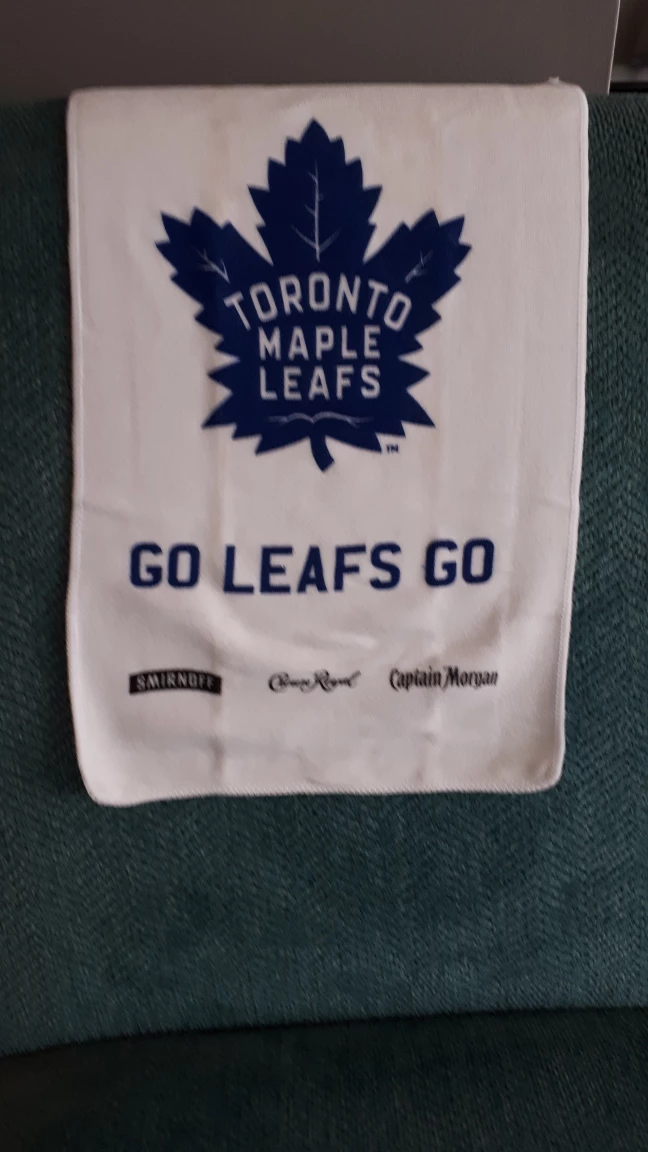 TORONTO
MAPLE
LEAFS
TM
GO LEAFS GO
SMIRNOFF Crown Royal Captain Morgan